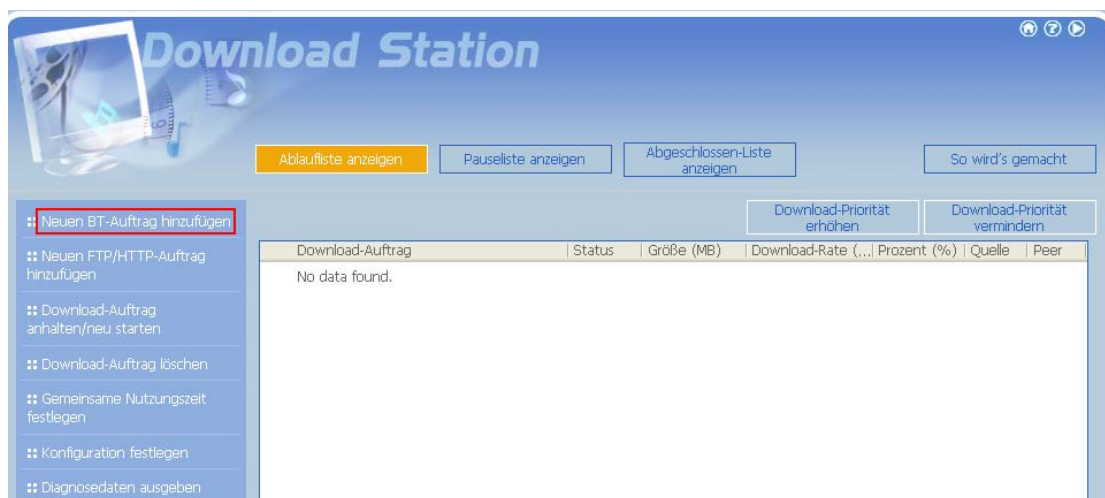 Download Station
Ablaufliste anzeigen
Pauseliste anzeigen
Abgeschlossen-Liste
anzeigen
So wird's gemacht
Neuen BT-Auftrag hinzufügen
Neuen FTP/HTTP-Auftrag
hinzufügen
Download-Auftrag
anhalten/neu starten
Download-Auftrag löschen
Gemeinsame Nutzungszeit
festlegen
Konfiguration festlegen
Diagnosedaten ausgeben
Download-Priorität
erhöhen
Download-Priorität
vermindern
Download-Auftrag Status Größe (MB) Download-Rate (... Prozent (%) Quelle Peer
No data found.